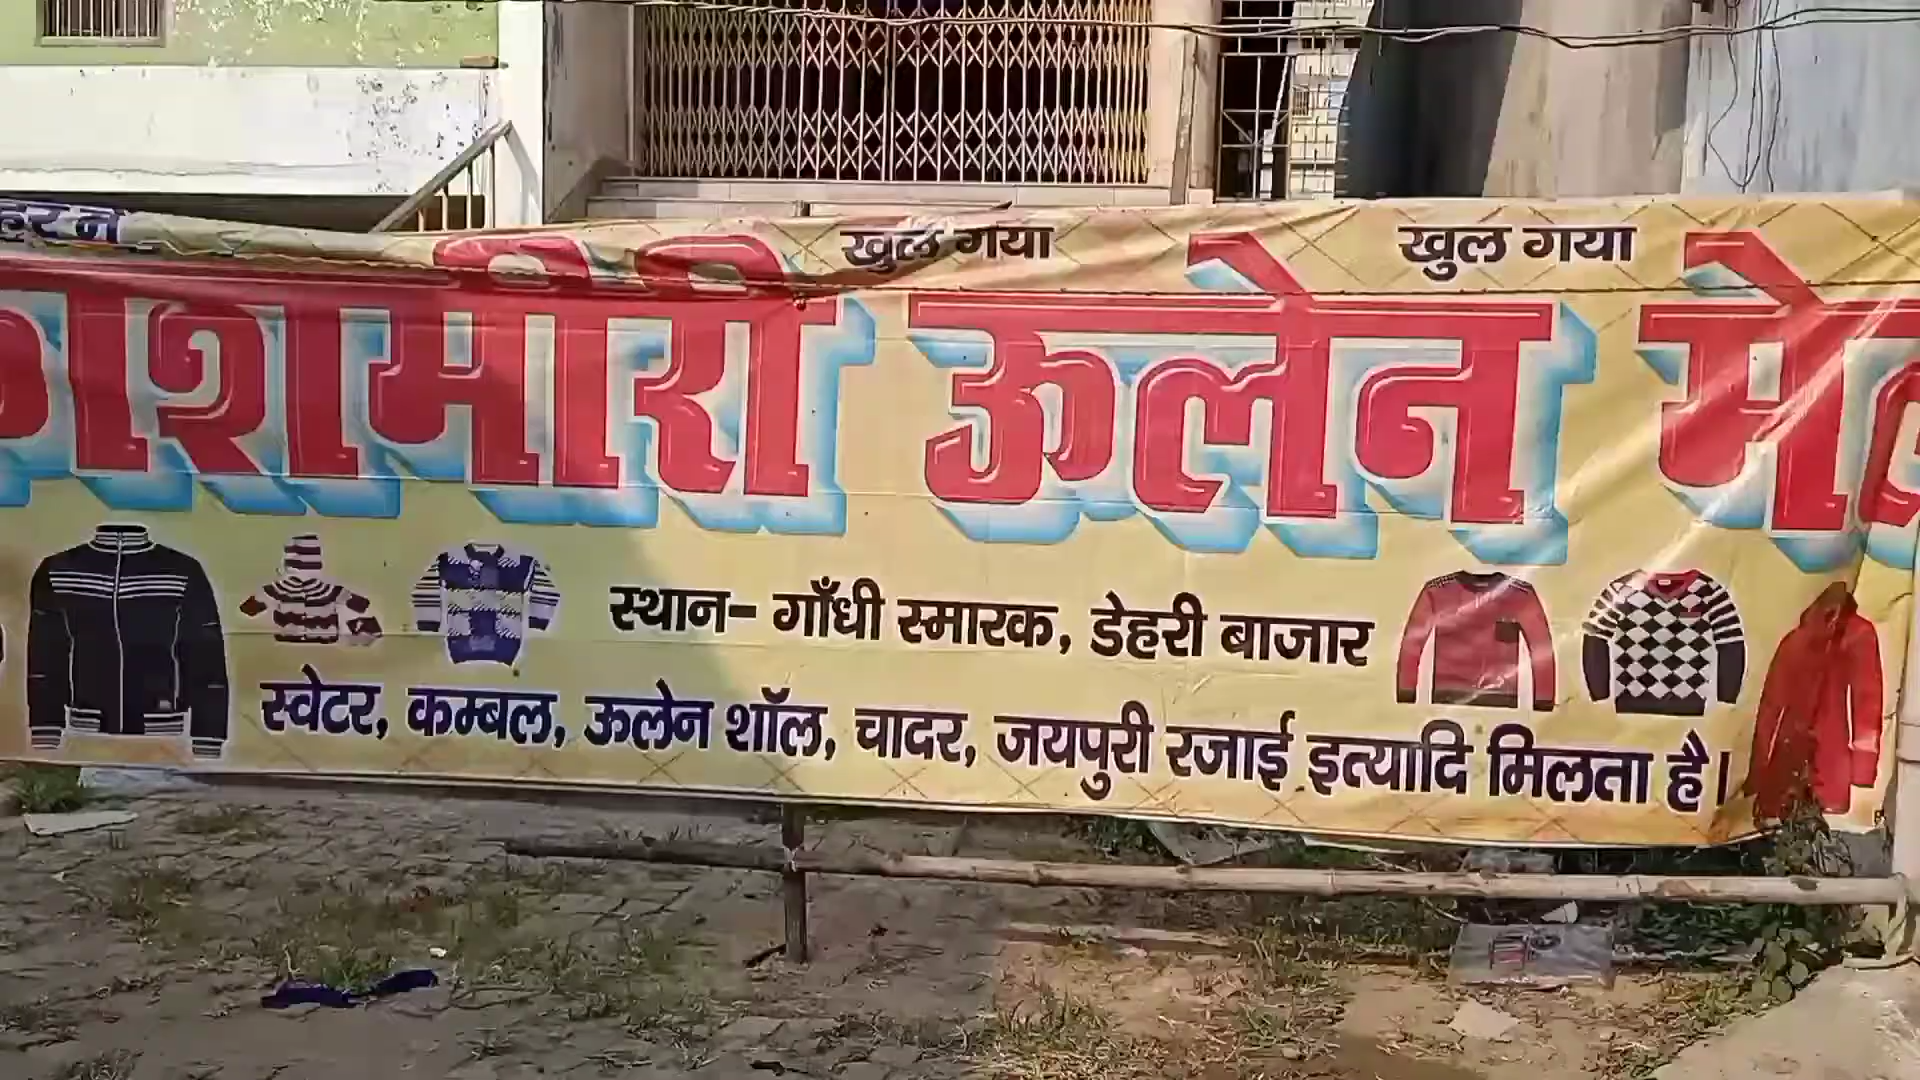 खुल गया खुल गया
काश्मीरी ऊलेन मेला
स्थान- गाँधी स्मारक, डेहरी बाजार
स्वेटर, कम्बल, ऊलेन शॉल, चादर, जयपुरी रजाई इत्यादि मिलता है।